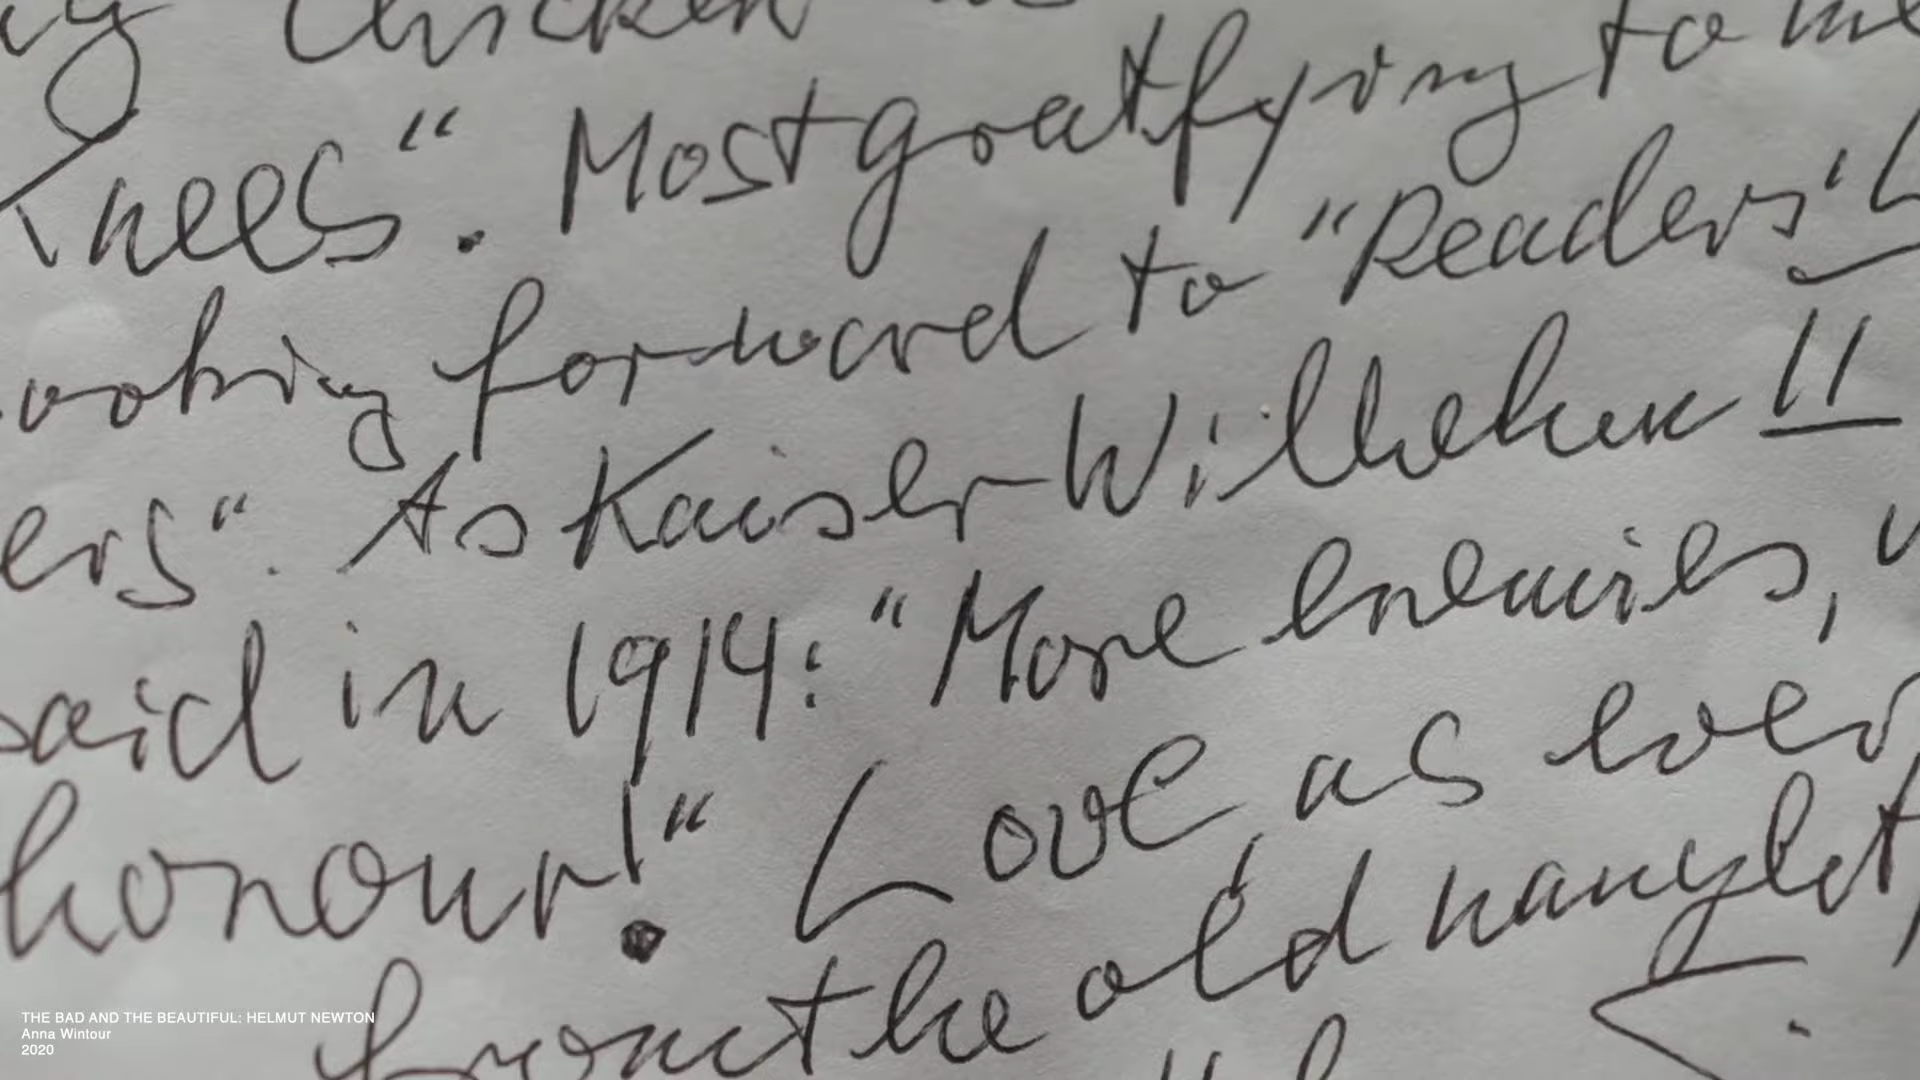 chicken
knees“. Most gratifying to me
ooking forward to “Readers' L
ers“. As Kaiser Wilhelm II
said in 1914: “More enemies,
honour!“ Love, as ever,
from the old naughty
THE BAD AND THE BEAUTIFUL: HELMUT NEWTON
Anna Wintour
2020